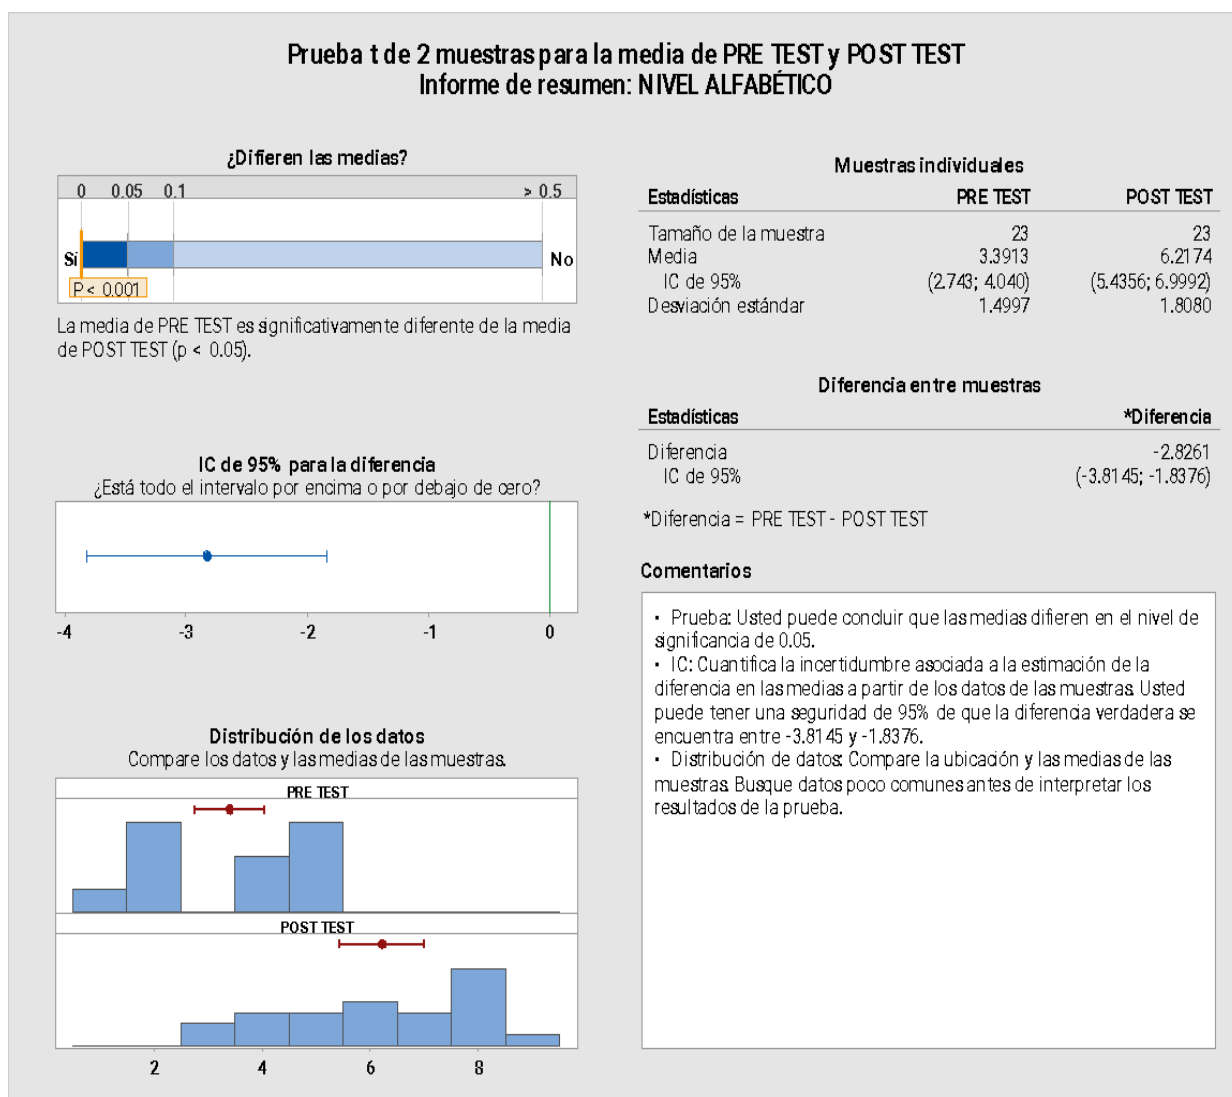 Prueba t de 2 muestras para la media de PRE TEST y POST TEST
Informe de resumen: NIVEL ALFABÉTICO
¿Difieren las medias?
0 0.05 0.1 > 0.5
Sí No
P < 0.001
La media de PRE TEST es significativamente diferente de la media
de POST TEST (p < 0.05).
IC de 95% para la diferencia
¿Está todo el intervalo por encima o por debajo de cero?
-4 -3 -2 -1 0
Distribución de los datos
Compare los datos y las medias de las muestras.
PRE TEST
POST TEST
2 4 6 8
Muestras individuales
Estadísticas PRE TEST POST TEST
Tamaño de la muestra 23 23
Media 3.3913 6.2174
IC de 95% (2.743; 4.040) (5.4356; 6.9992)
Desviación estándar 1.4997 1.8080
Diferencia entre muestras
Estadísticas *Diferencia
Diferencia -2.8261
IC de 95% (-3.8145; -1.8376)
*Diferencia = PRE TEST - POST TEST
Comentarios
• Prueba: Usted puede concluir que las medias difieren en el nivel de
significancia de 0.05.
• IC: Cuantifica la incertidumbre asociada a la estimación de la
diferencia en las medias a partir de los datos de las muestras. Usted
puede tener una seguridad de 95% de que la diferencia verdadera se
encuentra entre -3.8145 y -1.8376.
• Distribución de datos: Compare la ubicación y las medias de las
muestras. Busque datos poco comunes antes de interpretar los
resultados de la prueba.